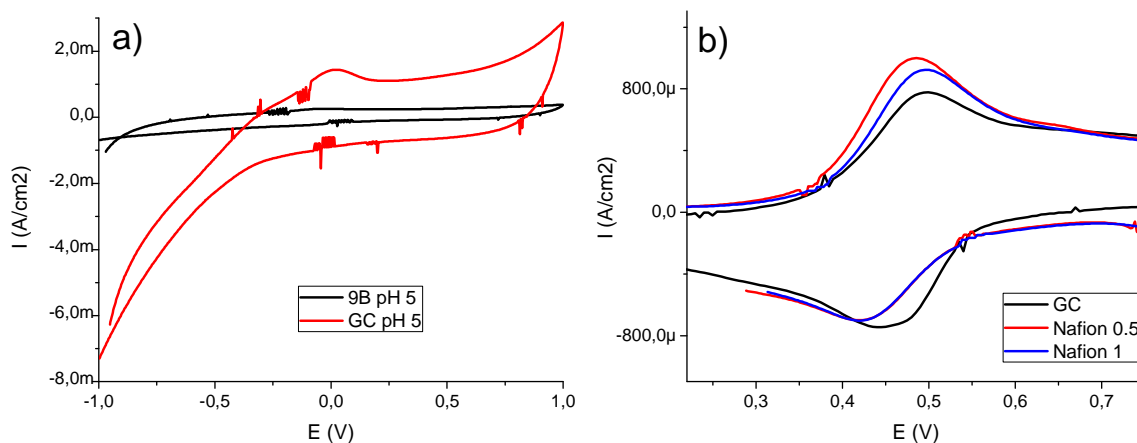 a)
2,0m
0,0
-2,0m
-4,0m
-6,0m
-8,0m
I (A/cm2)
-1,0
-0,5
0,0
0,5
1,0
E (V)
9B pH 5
GC pH 5
b)
800,0µ
0,0
-800,0µ
I (A/cm2)
0,3
0,4
0,5
0,6
0,7
E (V)
GC
Nafion 0.5
Nafion 1